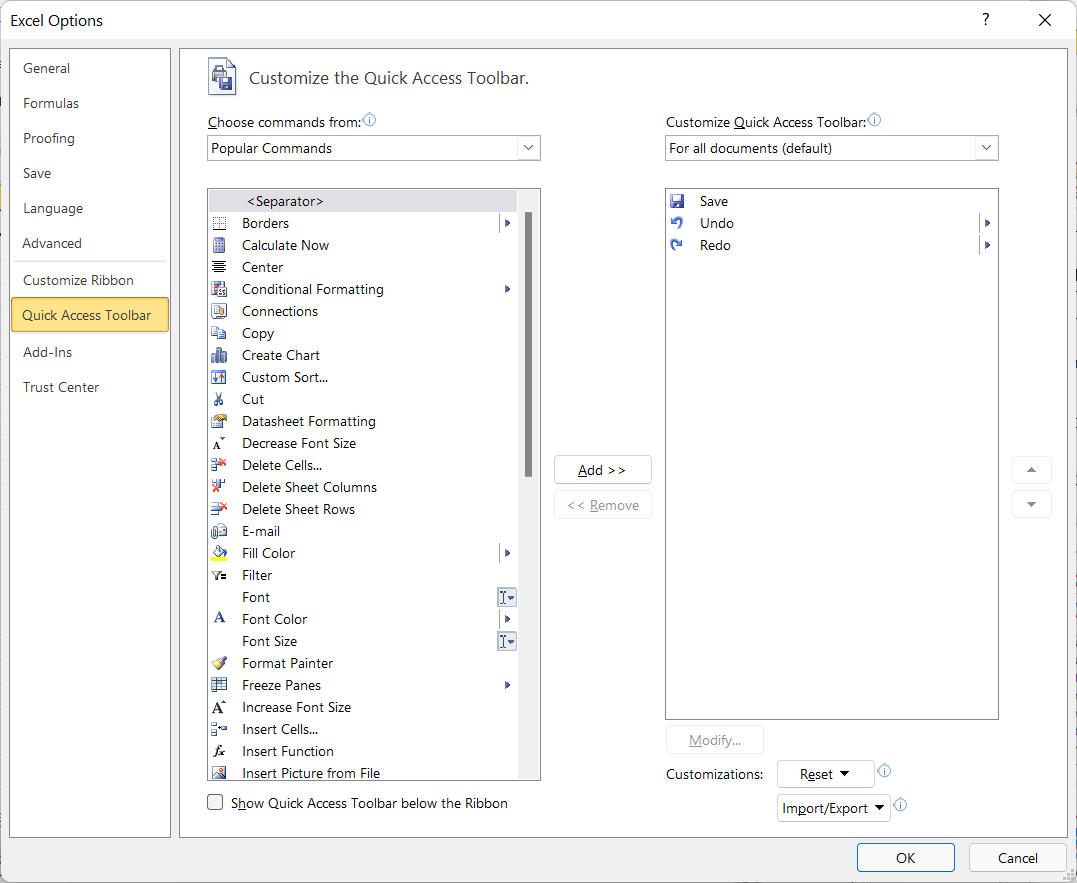 Excel Options
?
General
Formulas
Proofing
Save
Language
Advanced
Customize Ribbon
Quick Access Toolbar
Add-Ins
Trust Center
Customize the Quick Access Toolbar.
Choose commands from:
Popular Commands
<Separator>
Borders
Calculate Now
Center
Conditional Formatting
Connections
Copy
Create Chart
Custom Sort...
Cut
Datasheet Formatting
Decrease Font Size
Delete Cells...
Delete Sheet Columns
Delete Sheet Rows
E-mail
Fill Color
Filter
Font
Font Color
Font Size
Format Painter
Freeze Panes
Increase Font Size
Insert Cells...
Insert Function
Insert Picture from File
Show Quick Access Toolbar below the Ribbon
Add >>
<< Remove
Customize Quick Access Toolbar:
For all documents (default)
Save
Undo
Redo
Modify...
Customizations:
Reset
Import/Export
OK
Cancel